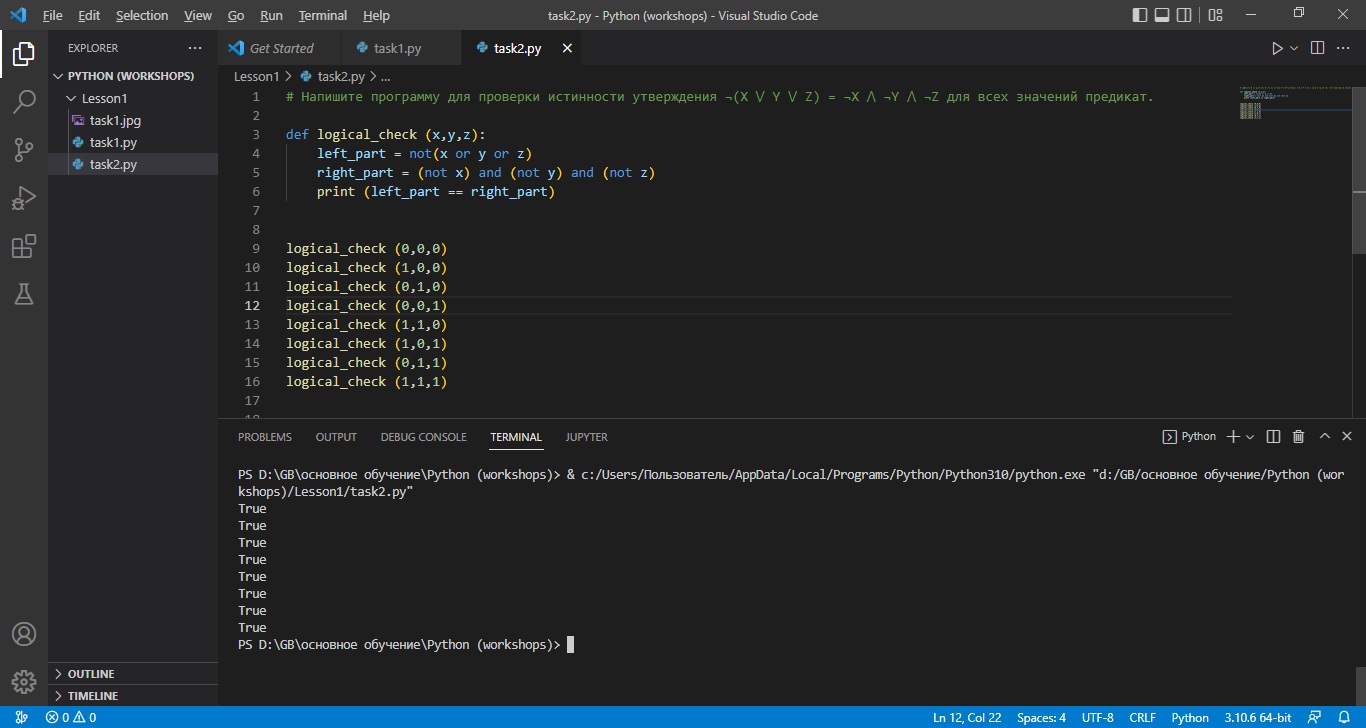 File Edit Selection View Go Run Terminal Help
task2.py - Python (workshops) - Visual Studio Code
EXPLORER
PYTHON (WORKSHOPS)
Lesson1
task1.jpg
task1.py
task2.py
OUTLINE
TIMELINE
Get Started task1.py task2.py
Lesson1 > task2.py > ...
1 # Напишите программу для проверки истинности утверждения ¬(X ⋁ Y ⋁ Z) = ¬X ⋀ ¬Y ⋀ ¬Z для всех значений предикат.
2
3 def logical_check (x,y,z):
4 left_part = not(x or y or z)
5 right_part = (not x) and (not y) and (not z)
6 print (left_part == right_part)
7
8
9 logical_check (0,0,0)
10 logical_check (1,0,0)
11 logical_check (0,1,0)
12 logical_check (0,0,1)
13 logical_check (1,1,0)
14 logical_check (1,0,1)
15 logical_check (0,1,1)
16 logical_check (1,1,1)
17
PROBLEMS OUTPUT DEBUG CONSOLE TERMINAL JUPYTER
Python
PS D:\GB\основное обучение\Python (workshops)> & c:/Users/Пользователь/AppData/Local/Programs/Python/Python310/python.exe "d:/GB/основное обучение/Python (wor
kshops)/Lesson1/task2.py"
True
True
True
True
True
True
True
True
PS D:\GB\основное обучение\Python (workshops)>
0 0 Ln 12, Col 22 Spaces: 4 UTF-8 CRLF Python 3.10.6 64-bit